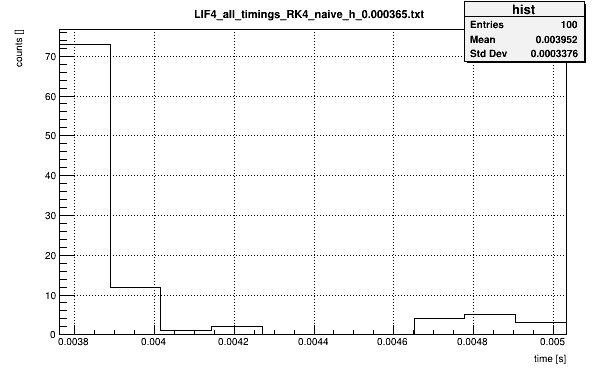 LIF4_all_timings_RK4_naive_h_0.000365.txt
hist
Entries 100
Mean 0.003952
Std Dev 0.0003376
counts []
70
60
50
40
30
20
10
0
0.0038 0.004 0.0042 0.0044 0.0046 0.0048 0.005
time [s]